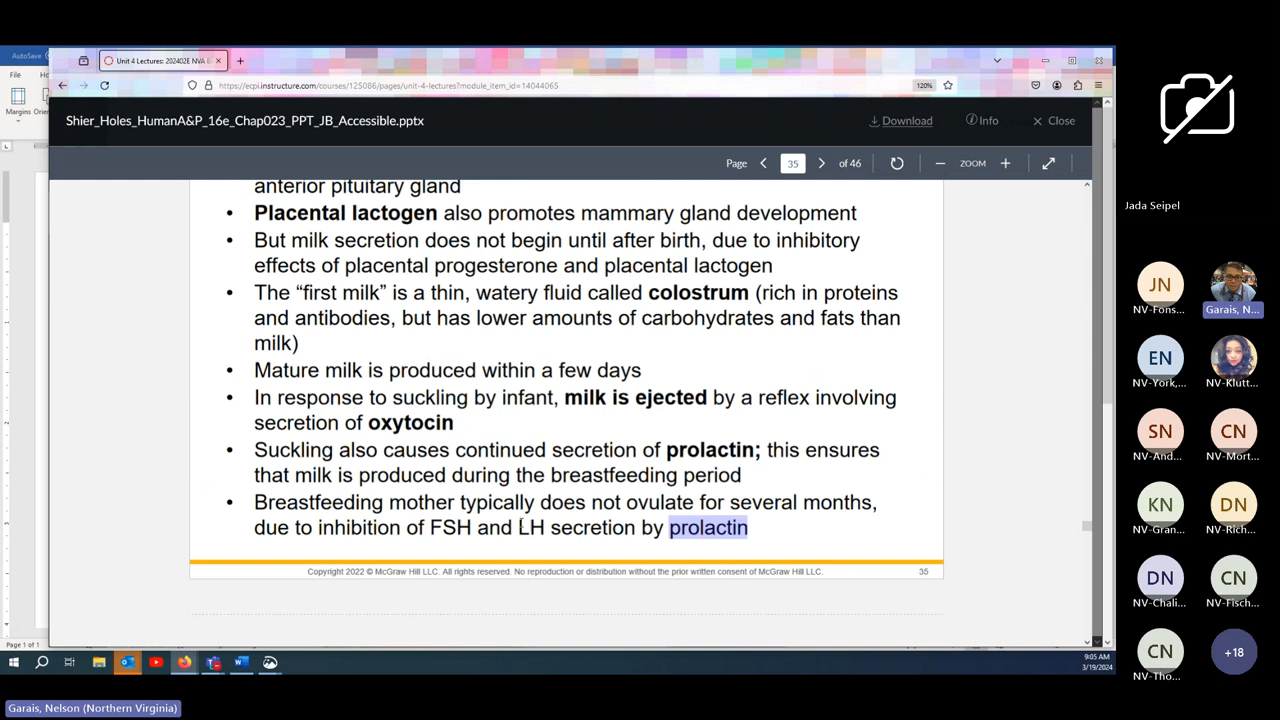 AutoSave
File
Margins
Unit 4 Lectures: 202402E NVA
https://ecpi.instructure.com/courses/125086/pages/unit-4-lectures?module_item_id=14044065
120%
Shier_Holes_HumanA&P_16e_Chap023_PPT_JB_Accessible.pptx
Download
Info
Close
Page
35
of 46
ZOOM
anterior pituitary gland
• Placental lactogen also promotes mammary gland development
• But milk secretion does not begin until after birth, due to inhibitory
effects of placental progesterone and placental lactogen
• The “first milk” is a thin, watery fluid called colostrum (rich in proteins
and antibodies, but has lower amounts of carbohydrates and fats than
milk)
• Mature milk is produced within a few days
• In response to suckling by infant, milk is ejected by a reflex involving
secretion of oxytocin
• Suckling also causes continued secretion of prolactin; this ensures
that milk is produced during the breastfeeding period
• Breastfeeding mother typically does not ovulate for several months,
due to inhibition of FSH and LH secretion by prolactin
Copyright 2022 © McGraw Hill LLC. All rights reserved. No reproduction or distribution without the prior written consent of McGraw Hill LLC.
35
Page 1 of 1
9:05 AM
3/19/2024
Jada Seipel
JN
NV-Fons...
Garais, N...
EN
NV-York,...
NV-Klutt...
SN
NV-And...
CN
NV-Mort...
KN
NV-Gran...
DN
NV-Rich...
DN
NV-Chali...
CN
NV-Fisch...
CN
NV-Tho...
+18
Garais, Nelson (Northern Virginia)